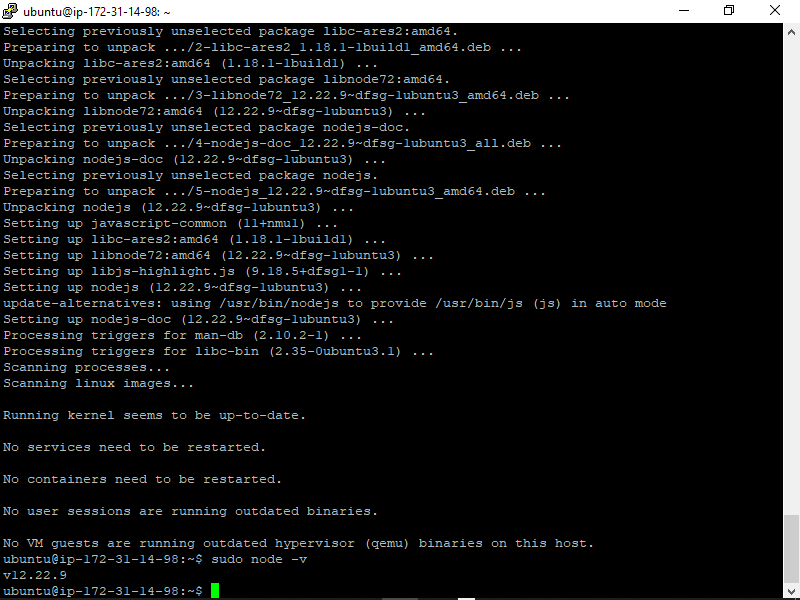 ubuntu@ip-172-31-14-98: ~
Selecting previously unselected package libc-ares2:amd64.
Preparing to unpack .../2-libc-ares2_1.18.1-1build1_amd64.deb ...
Unpacking libc-ares2:amd64 (1.18.1-1build1) ...
Selecting previously unselected package libnode72:amd64.
Preparing to unpack .../3-libnode72_12.22.9~dfsg-1ubuntu3_amd64.deb ...
Unpacking libnode72:amd64 (12.22.9~dfsg-1ubuntu3) ...
Selecting previously unselected package nodejs-doc.
Preparing to unpack .../4-nodejs-doc_12.22.9~dfsg-1ubuntu3_all.deb ...
Unpacking nodejs-doc (12.22.9~dfsg-1ubuntu3) ...
Selecting previously unselected package nodejs.
Preparing to unpack .../5-nodejs_12.22.9~dfsg-1ubuntu3_amd64.deb ...
Unpacking nodejs (12.22.9~dfsg-1ubuntu3) ...
Setting up javascript-common (11+nmu1) ...
Setting up libc-ares2:amd64 (1.18.1-1build1) ...
Setting up libnode72:amd64 (12.22.9~dfsg-1ubuntu3) ...
Setting up libjs-highlight.js (9.18.5+dfsg1-1) ...
Setting up nodejs (12.22.9~dfsg-1ubuntu3) ...
update-alternatives: using /usr/bin/nodejs to provide /usr/bin/js (js) in auto mode
Setting up nodejs-doc (12.22.9~dfsg-1ubuntu3) ...
Processing triggers for man-db (2.10.2-1) ...
Processing triggers for libc-bin (2.35-0ubuntu3.1) ...
Scanning processes...
Scanning linux images...
Running kernel seems to be up-to-date.
No services need to be restarted.
No containers need to be restarted.
No user sessions are running outdated binaries.
No VM guests are running outdated hypervisor (qemu) binaries on this host.
ubuntu@ip-172-31-14-98:~$ sudo node -v
v12.22.9
ubuntu@ip-172-31-14-98:~$